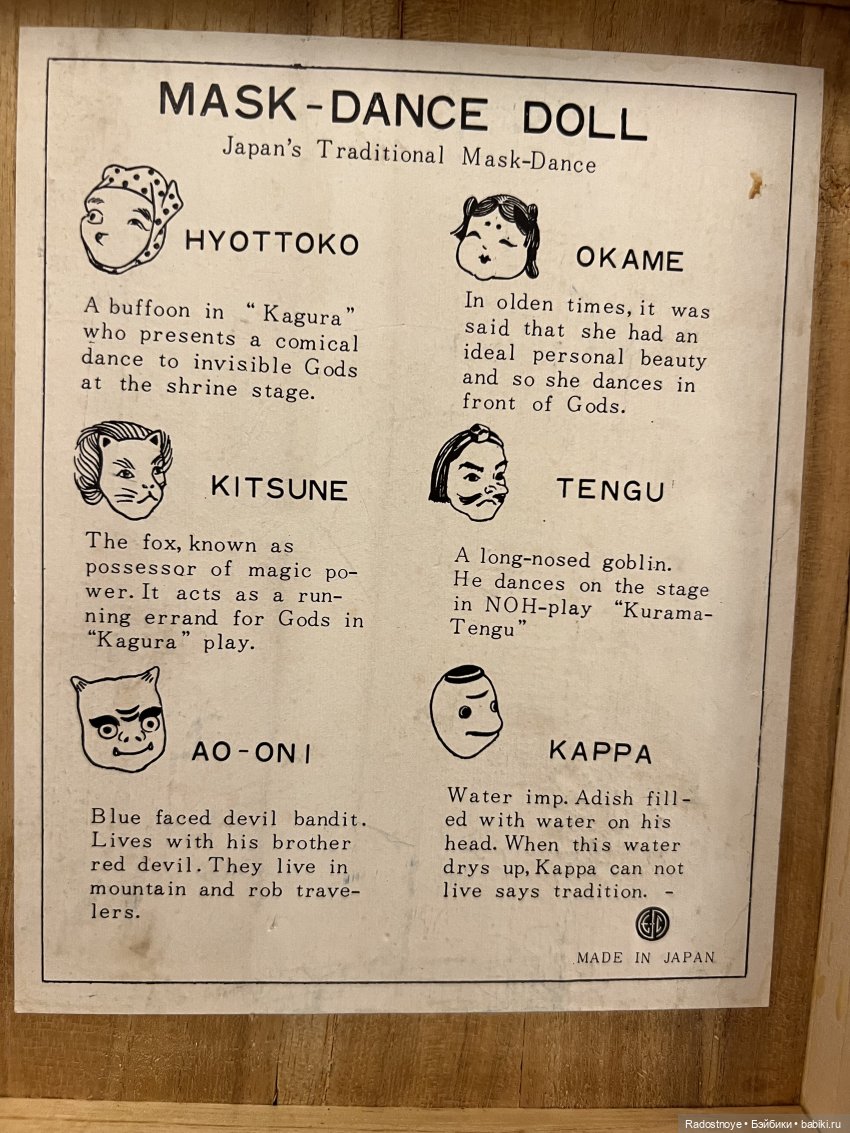 MASK-DANCE DOLL
Japan's Traditional Mask-Dance
HYOTTOKO
A buffoon in "Kagura"
who presents a comical
dance to invisible Gods
at the shrine stage.
OKAME
In olden times, it was
said that she had an
ideal personal beauty
and so she dances in
front of Gods.
KITSUNE
The fox, known as
possessor of magic po-
wer. It acts as a run-
ning errand for Gods in
"Kagura" play.
TENGU
A long-nosed goblin.
He dances on the stage
in NOH-play "Kurama-
Tengu"
AO-ONI
Blue faced devil bandit.
Lives with his brother
red devil. They live in
mountain and rob trave-
lers.
KAPPA
Water imp. Adish fill-
ed with water on his
head. When this water
drys up, Kappa can not
live says tradition. -
MADE IN JAPAN
Radostnoye • Бэйбики • babiki.ru